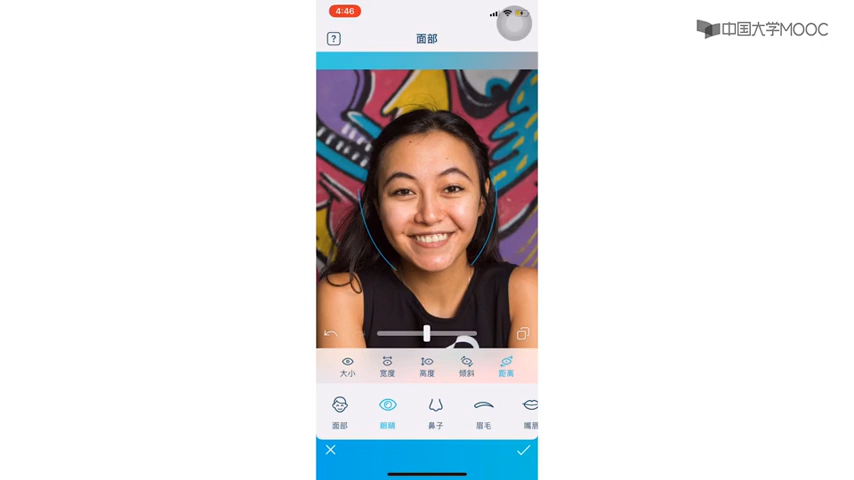 4:46
中国大学MOOC
?
面部
大小 宽度 高度 倾斜 距离
面部 眼睛 鼻子 眉毛 嘴唇